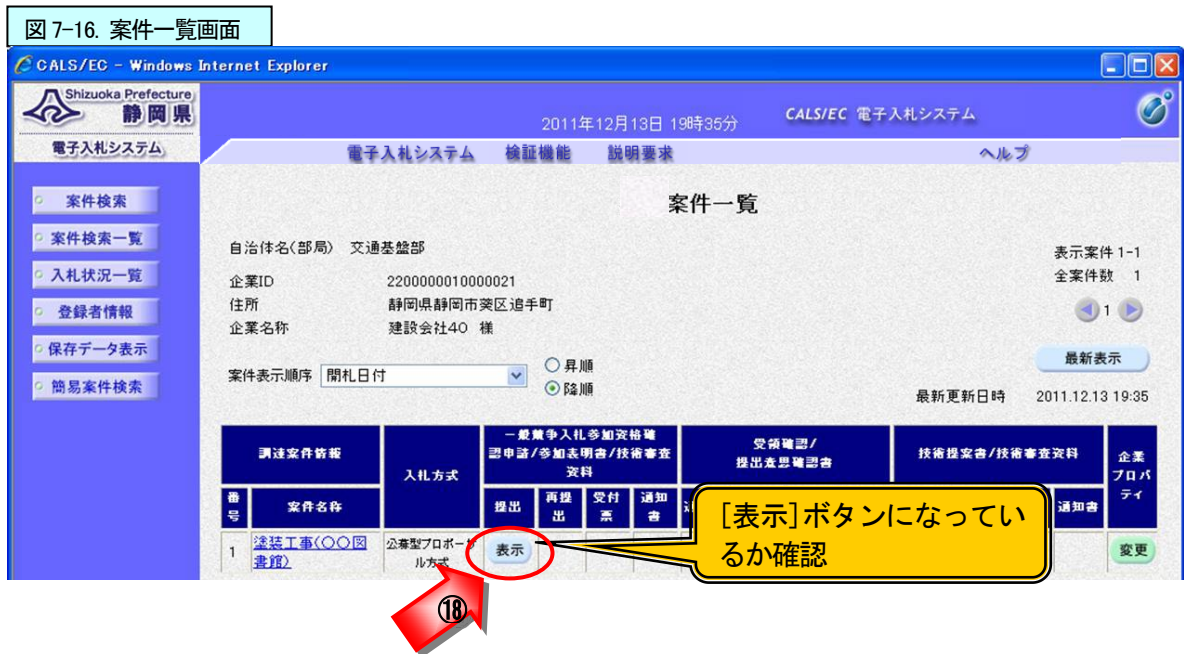 図 7-16. 案件一覧画面
CALS/EC - Windows Internet Explorer
Shizuoka Prefecture
静岡県
電子入札システム
2011年12月13日 19時35分
CALS/EC 電子入札システム
電子入札システム 検証機能 説明要求 ヘルプ
案件検索
案件検索一覧
入札状況一覧
登録者情報
保存データ表示
簡易案件検索
案件一覧
自治体名(部局) 交通基盤部
企業ID 2200000010000021
住所 静岡県静岡市葵区追手町
企業名称 建設会社40 様
表示案件 1-1
全案件数 1
1
案件表示順序 開札日付
昇順
降順
最新表示
最新更新日時 2011.12.13 19:35
調達案件情報
入札方式
一般競争入札参加資格確
認申請/参加表明書/技術審査
資料
受領確認/
提出意思確認書
技術提案書/技術審査資料
企業
プロパ
ティ
番号
案件名称
提出
再提出
受付票
通知書
通知書
1
塗装工事(〇〇図
書館)
公募型プロポーザ
ル方式
表示
変更
[表示]ボタンになってい
るか確認
⑱